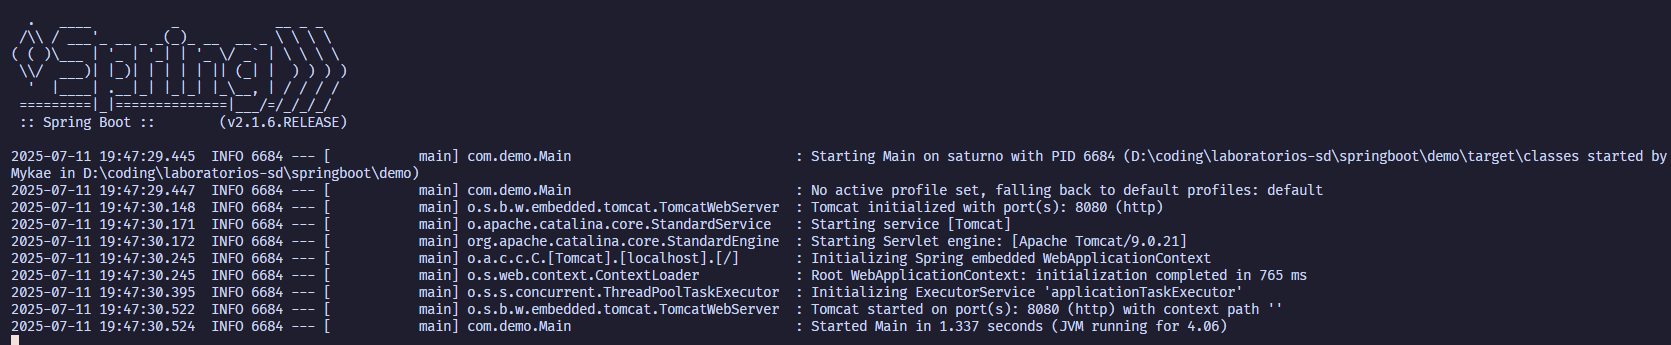 .   ____          _            __ _ _
 /\\ / ___'_ __ _ _(_)_ __  __ _ \ \ \ \
( ( )\___ | '_ | '_| | '_ \/ _` | \ \ \ \
 \\/  ___)| |_)| | | | | || (_| |  ) ) ) )
  '  |____| .__|_| |_|_| |_\__, | / / / /
 =========|_|==============|___/=/_/_/_/
 :: Spring Boot ::        (v2.1.6.RELEASE)

2025-07-11 19:47:29.445  INFO 6684 --- [           main] com.demo.Main                            : Starting Main on saturno with PID 6684 (D:\coding\laboratorios-sd\springboot\demo\target\classes started by
Mykae in D:\coding\laboratorios-sd\springboot\demo)
2025-07-11 19:47:29.447  INFO 6684 --- [           main] com.demo.Main                            : No active profile set, falling back to default profiles: default
2025-07-11 19:47:30.148  INFO 6684 --- [           main] o.s.b.w.embedded.tomcat.TomcatWebServer  : Tomcat initialized with port(s): 8080 (http)
2025-07-11 19:47:30.171  INFO 6684 --- [           main] o.apache.catalina.core.StandardService   : Starting service [Tomcat]
2025-07-11 19:47:30.172  INFO 6684 --- [           main] org.apache.catalina.core.StandardEngine  : Starting Servlet engine: [Apache Tomcat/9.0.21]
2025-07-11 19:47:30.245  INFO 6684 --- [           main] o.a.c.c.C.[Tomcat].[localhost].[/]       : Initializing Spring embedded WebApplicationContext
2025-07-11 19:47:30.245  INFO 6684 --- [           main] o.s.web.context.ContextLoader            : Root WebApplicationContext: initialization completed in 765 ms
2025-07-11 19:47:30.395  INFO 6684 --- [           main] o.s.s.concurrent.ThreadPoolTaskExecutor  : Initializing ExecutorService 'applicationTaskExecutor'
2025-07-11 19:47:30.522  INFO 6684 --- [           main] o.s.b.w.embedded.tomcat.TomcatWebServer  : Tomcat started on port(s): 8080 (http) with context path ''
2025-07-11 19:47:30.524  INFO 6684 --- [           main] com.demo.Main                            : Started Main in 1.337 seconds (JVM running for 4.06)